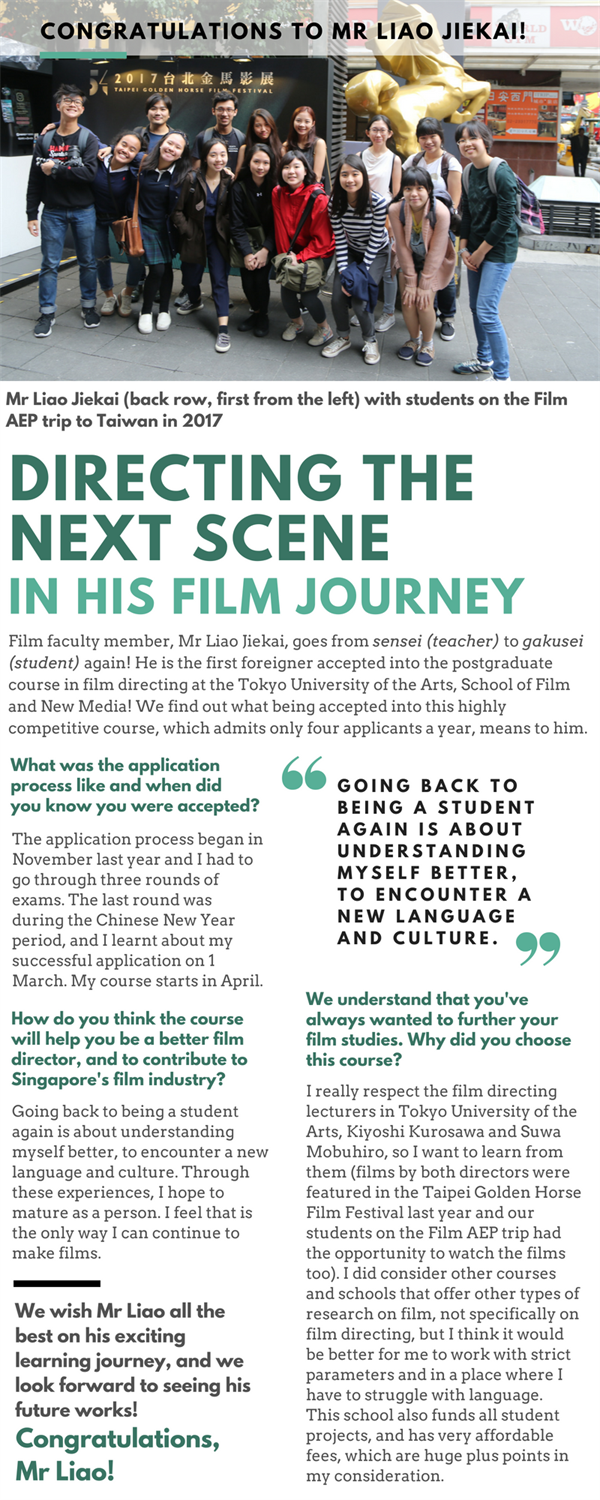 CONGRATULATIONS TO MR LIAO JIEKAI!
2017台北金馬影展
TAIPEI GOLDEN HORSE FILM FESTIVAL
Mr Liao Jiekai (back row, first from the left) with students on the Film
AEP trip to Taiwan in 2017
DIRECTING THE
NEXT SCENE
IN HIS FILM JOURNEY
Film faculty member, Mr Liao Jiekai, goes from sensei (teacher) to gakusei
(student) again! He is the first foreigner accepted into the postgraduate
course in film directing at the Tokyo University of the Arts, School of Film
and New Media! We find out what being accepted into this highly
competitive course, which admits only four applicants a year, means to him.
What was the application
process like and when did
you know you were accepted?
The application process began in
November last year and I had to
go through three rounds of
exams. The last round was
during the Chinese New Year
period, and I learnt about my
successful application on 1
March. My course starts in April.
How do you think the course
will help you be a better film
director, and to contribute to
Singapore's film industry?
Going back to being a student
again is about understanding
myself better, to encounter a new
language and culture. Through
these experiences, I hope to
mature as a person. I feel that is
the only way I can continue to
make films.
We wish Mr Liao all the
best on his exciting
learning journey, and we
look forward to seeing his
future works!
Congratulations,
Mr Liao!
“GOING BACK TO
BEING A STUDENT
AGAIN IS ABOUT
UNDERSTANDING
MYSELF BETTER,
TO ENCOUNTER A
NEW LANGUAGE
AND CULTURE.”
We understand that you've
always wanted to further your
film studies. Why did you choose
this course?
I really respect the film directing
lecturers in Tokyo University of the
Arts, Kiyoshi Kurosawa and Suwa
Mobuhiro, so I want to learn from
them (films by both directors were
featured in the Taipei Golden Horse
Film Festival last year and our
students on the Film AEP trip had
the opportunity to watch the films
too). I did consider other courses
and schools that offer other types of
research on film, not specifically on
film directing, but I think it would
be better for me to work with strict
parameters and in a place where I
have to struggle with language.
This school also funds all student
projects, and has very affordable
fees, which are huge plus points in
my consideration.